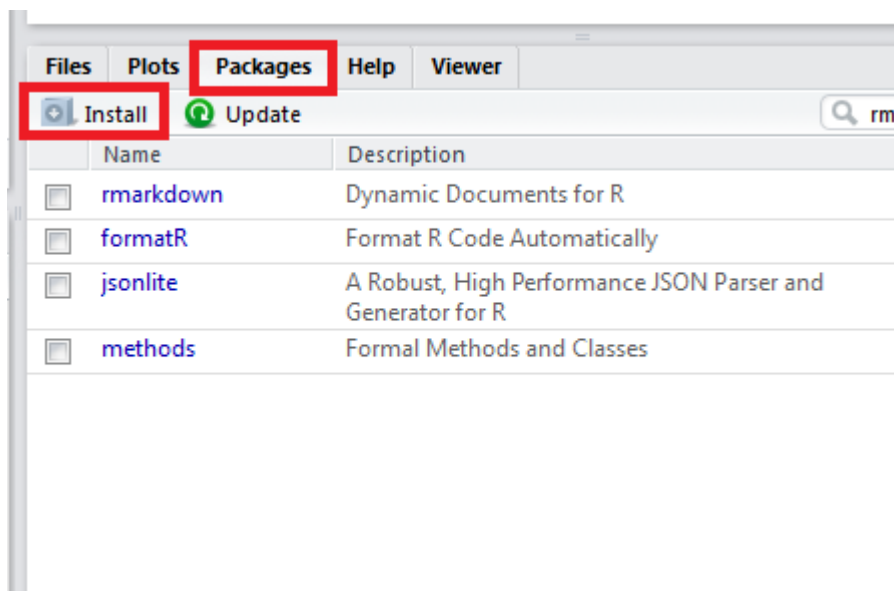 Files Plots Packages Help Viewer
Install Update rm
Name Description
rmarkdown Dynamic Documents for R
formatR Format R Code Automatically
jsonlite A Robust, High Performance JSON Parser and
Generator for R
methods Formal Methods and Classes